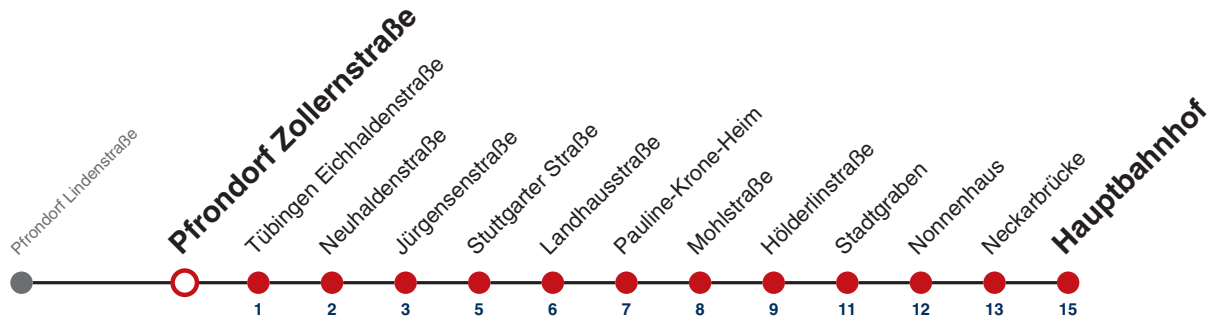 Pfrondorf Lindenstraße
Pfrondorf Zollernstraße
Tübingen Eichhaldenstraße
Neuhaldenstraße
Jürgensenstraße
Stuttgarter Straße
Landhausstraße
Pauline-Krone-Heim
Mohlstraße
Hölderlinstraße
Stadtgraben
Nonnenhaus
Neckarbrücke
Hauptbahnhof
1 2 3 5 6 7 8 9 11 12 13 15